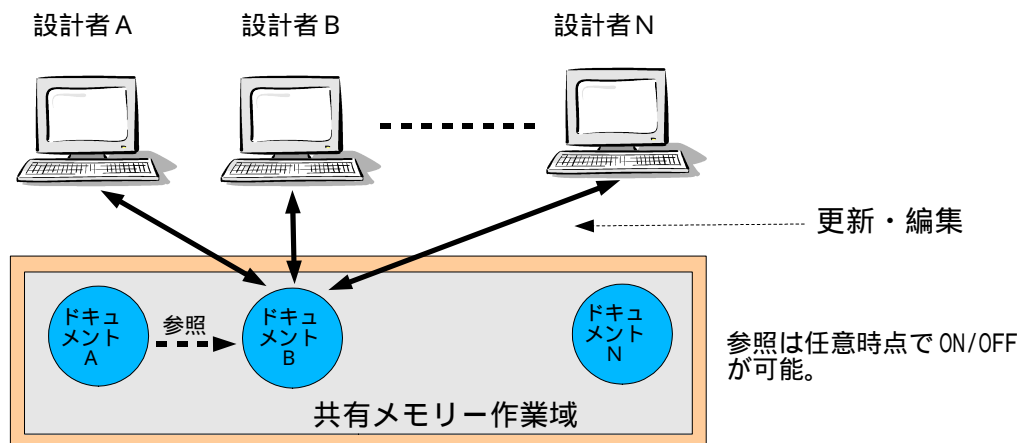 設計者A
設計者B
設計者N
更新・編集
ドキュ
メント
A
参照
ドキュ
メント
B
ドキュ
メント
N
参照は任意時点で ON/OFF
が可能。
共有メモリー作業域